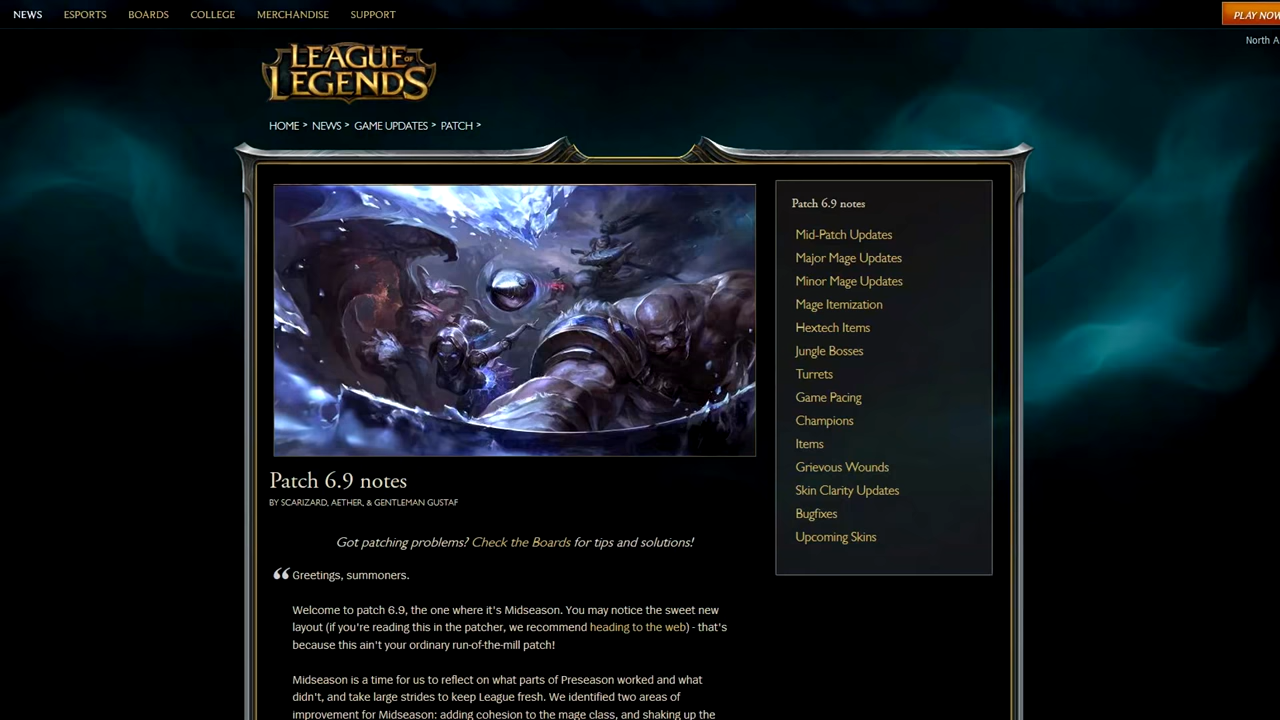 NEWS ESPORTS BOARDS COLLEGE MERCHANDISE SUPPORT PLAY NOW
North A
LEAGUE OF
LEGENDS
HOME > NEWS > GAME UPDATES > PATCH >
Patch 6.9 notes
Mid-Patch Updates
Major Mage Updates
Minor Mage Updates
Mage Itemization
Hextech Items
Jungle Bosses
Turrets
Game Pacing
Champions
Items
Grievous Wounds
Skin Clarity Updates
Bugfixes
Upcoming Skins
Patch 6.9 notes
BY SCARIZARD, AETHER, & GENTLEMAN GUSTAF
Got patching problems? Check the Boards for tips and solutions!
“ Greetings, summoners.
Welcome to patch 6.9, the one where it's Midseason. You may notice the sweet new
layout (if you're reading this in the patcher, we recommend heading to the web) - that's
because this ain't your ordinary run-of-the-mill patch!
Midseason is a time for us to reflect on what parts of Preseason worked and what
didn't, and take large strides to keep League fresh. We identified two areas of
improvement for Midseason: adding cohesion to the mage class, and shaking up the